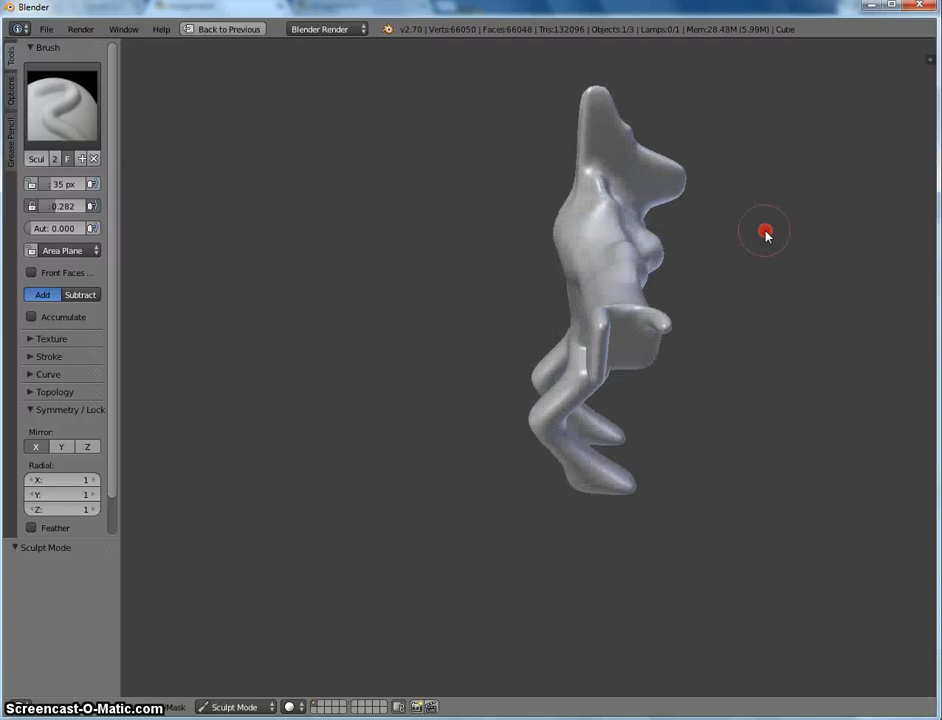 Blender
File Render Window Help Back to Previous Blender Render v2.70 | Verts:66050 | Faces:66048 | Tris:132096 | Objects:1/3 | Lamps:0/1 | Mem:28.48M (5.99M) | Cube
Tools
Options
Grease Pencil
Brush
Scul 2 F
: 35 px
:0.282
Aut: 0.000
Area Plane
Front Faces ...
Add Subtract
Accumulate
Texture
Stroke
Curve
Topology
Symmetry / Lock
Mirror:
X Y Z
Radial:
X: 1
Y: 1
Z: 1
Feather
Sculpt Mode
Mask Sculpt Mode
Screencast-O-Matic.com